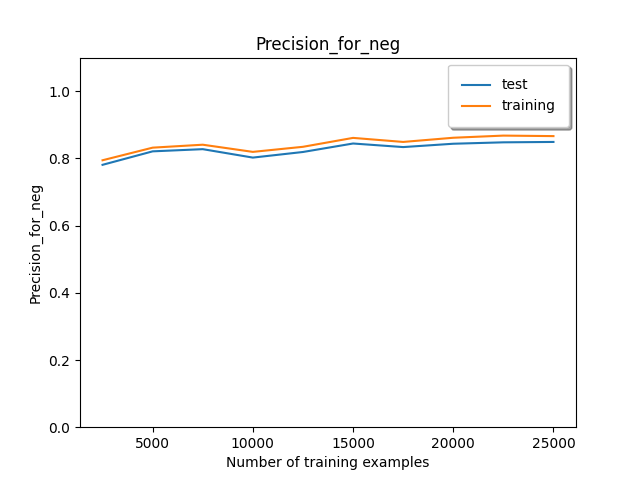 Precision_for_neg
test
training
1.0
0.8
0.6
0.4
0.2
0.0
Precision_for_neg
5000
10000
15000
20000
25000
Number of training examples